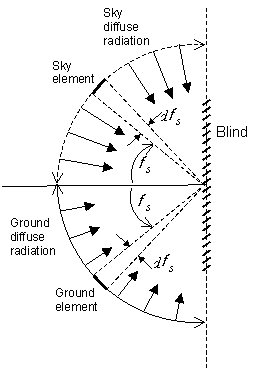 Sky
diffuse
radiation
Sky
element
dfs
Blind
fs
fs
Ground
diffuse
radiation
dfs
Ground
element